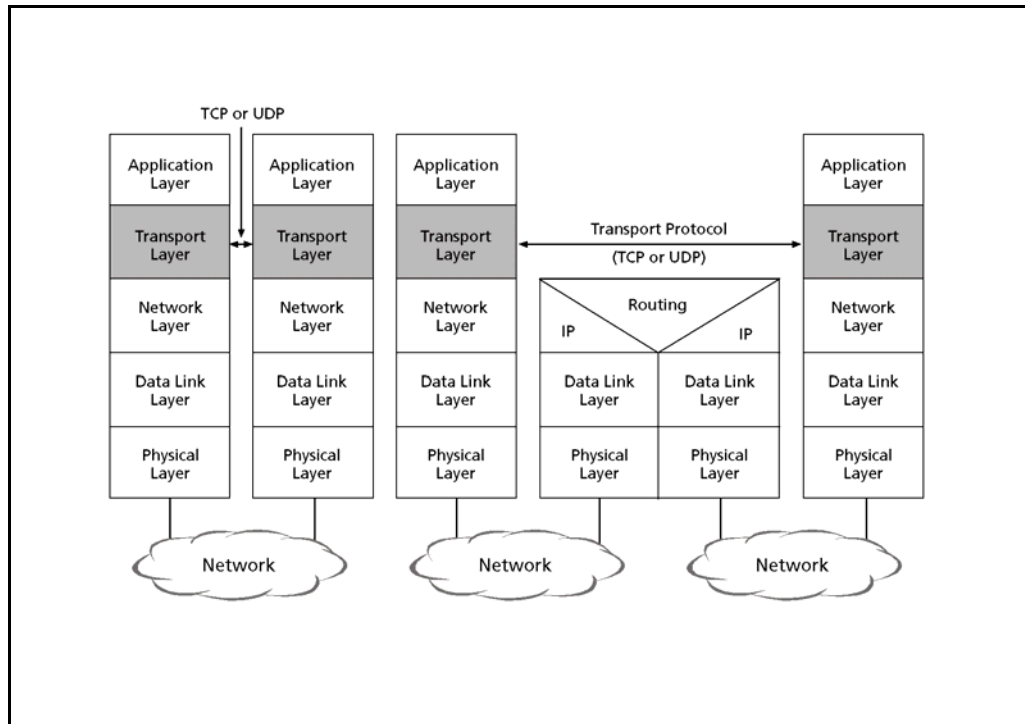 TCP or UDP
Application
Layer
Application
Layer
Application
Layer
Application
Layer
Transport
Layer
Transport
Layer
Transport
Layer
Transport Protocol
(TCP or UDP)
Transport
Layer
Network
Layer
Network
Layer
Network
Layer
Routing
IP
IP
Network
Layer
Data Link
Layer
Data Link
Layer
Data Link
Layer
Data Link
Layer
Data Link
Layer
Data Link
Layer
Physical
Layer
Physical
Layer
Physical
Layer
Physical
Layer
Physical
Layer
Physical
Layer
Network
Network
Network